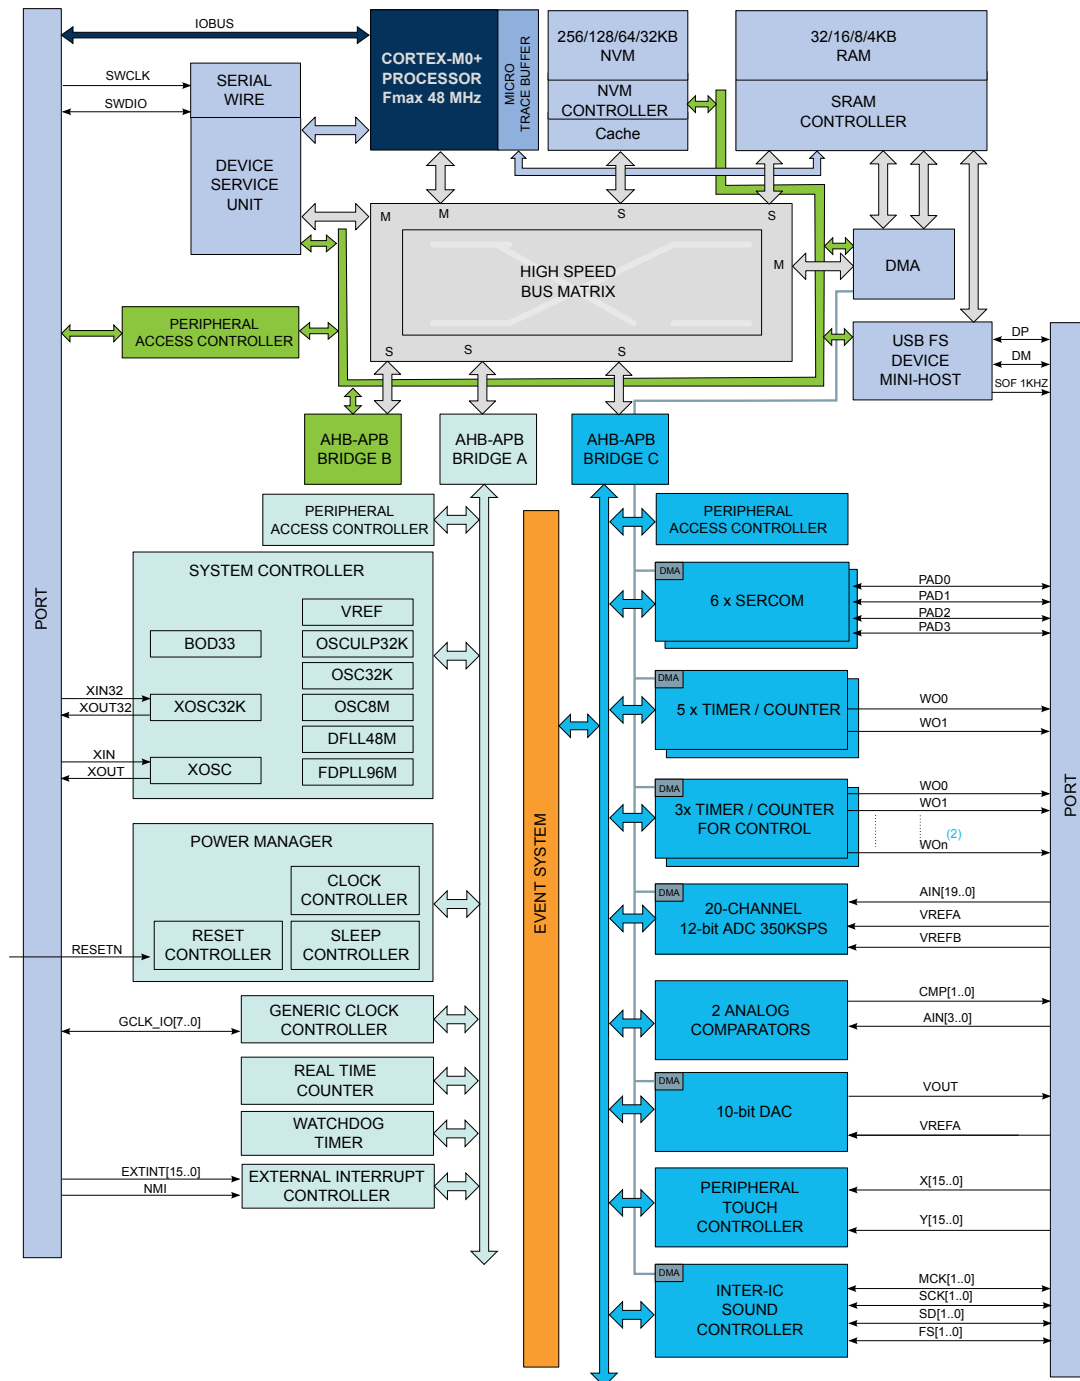 IOBUS
SWCLK
SWDIO
SERIAL
WIRE
DEVICE
SERVICE
UNIT
CORTEX-M0+
PROCESSOR
Fmax 48 MHz
MICRO
TRACE BUFFER
256/128/64/32KB
NVM
NVM
CONTROLLER
Cache
32/16/8/4KB
RAM
SRAM
CONTROLLER
M
M
S
S
HIGH SPEED
BUS MATRIX
M
S
S
S
DMA
PERIPHERAL
ACCESS CONTROLLER
USB FS
DEVICE
MINI-HOST
DP
DM
SOF 1KHZ
AHB-APB
BRIDGE B
AHB-APB
BRIDGE A
AHB-APB
BRIDGE C
PORT
PERIPHERAL
ACCESS CONTROLLER
SYSTEM CONTROLLER
VREF
BOD33
OSCULP32K
OSC32K
XOSC32K
OSC8M
DFLL48M
XOSC
FDPLL96M
XIN32
XOUT32
XIN
XOUT
POWER MANAGER
CLOCK
CONTROLLER
RESET
CONTROLLER
SLEEP
CONTROLLER
RESETN
GENERIC CLOCK
CONTROLLER
GCLK_IO[7..0]
REAL TIME
COUNTER
WATCHDOG
TIMER
EXTERNAL INTERRUPT
CONTROLLER
EXTINT[15..0]
NMI
EVENT SYSTEM
PERIPHERAL
ACCESS CONTROLLER
DMA
6 x SERCOM
PAD0
PAD1
PAD2
PAD3
DMA
5 x TIMER / COUNTER
WO0
WO1
DMA
3x TIMER / COUNTER
FOR CONTROL
WO0
WO1
(2)
WOn
DMA
20-CHANNEL
12-bit ADC 350KSPS
AIN[19..0]
VREFA
VREFB
2 ANALOG
COMPARATORS
CMP[1..0]
AIN[3..0]
DMA
10-bit DAC
VOUT
VREFA
PERIPHERAL
TOUCH
CONTROLLER
X[15..0]
Y[15..0]
DMA
INTER-IC
SOUND
CONTROLLER
MCK[1..0]
SCK[1..0]
SD[1..0]
FS[1..0]
PORT